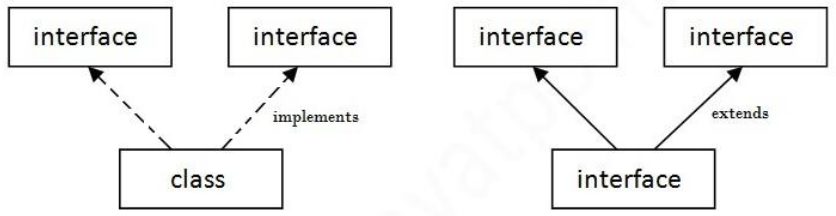 interface
interface
interface
interface
implements
extends
class
interface